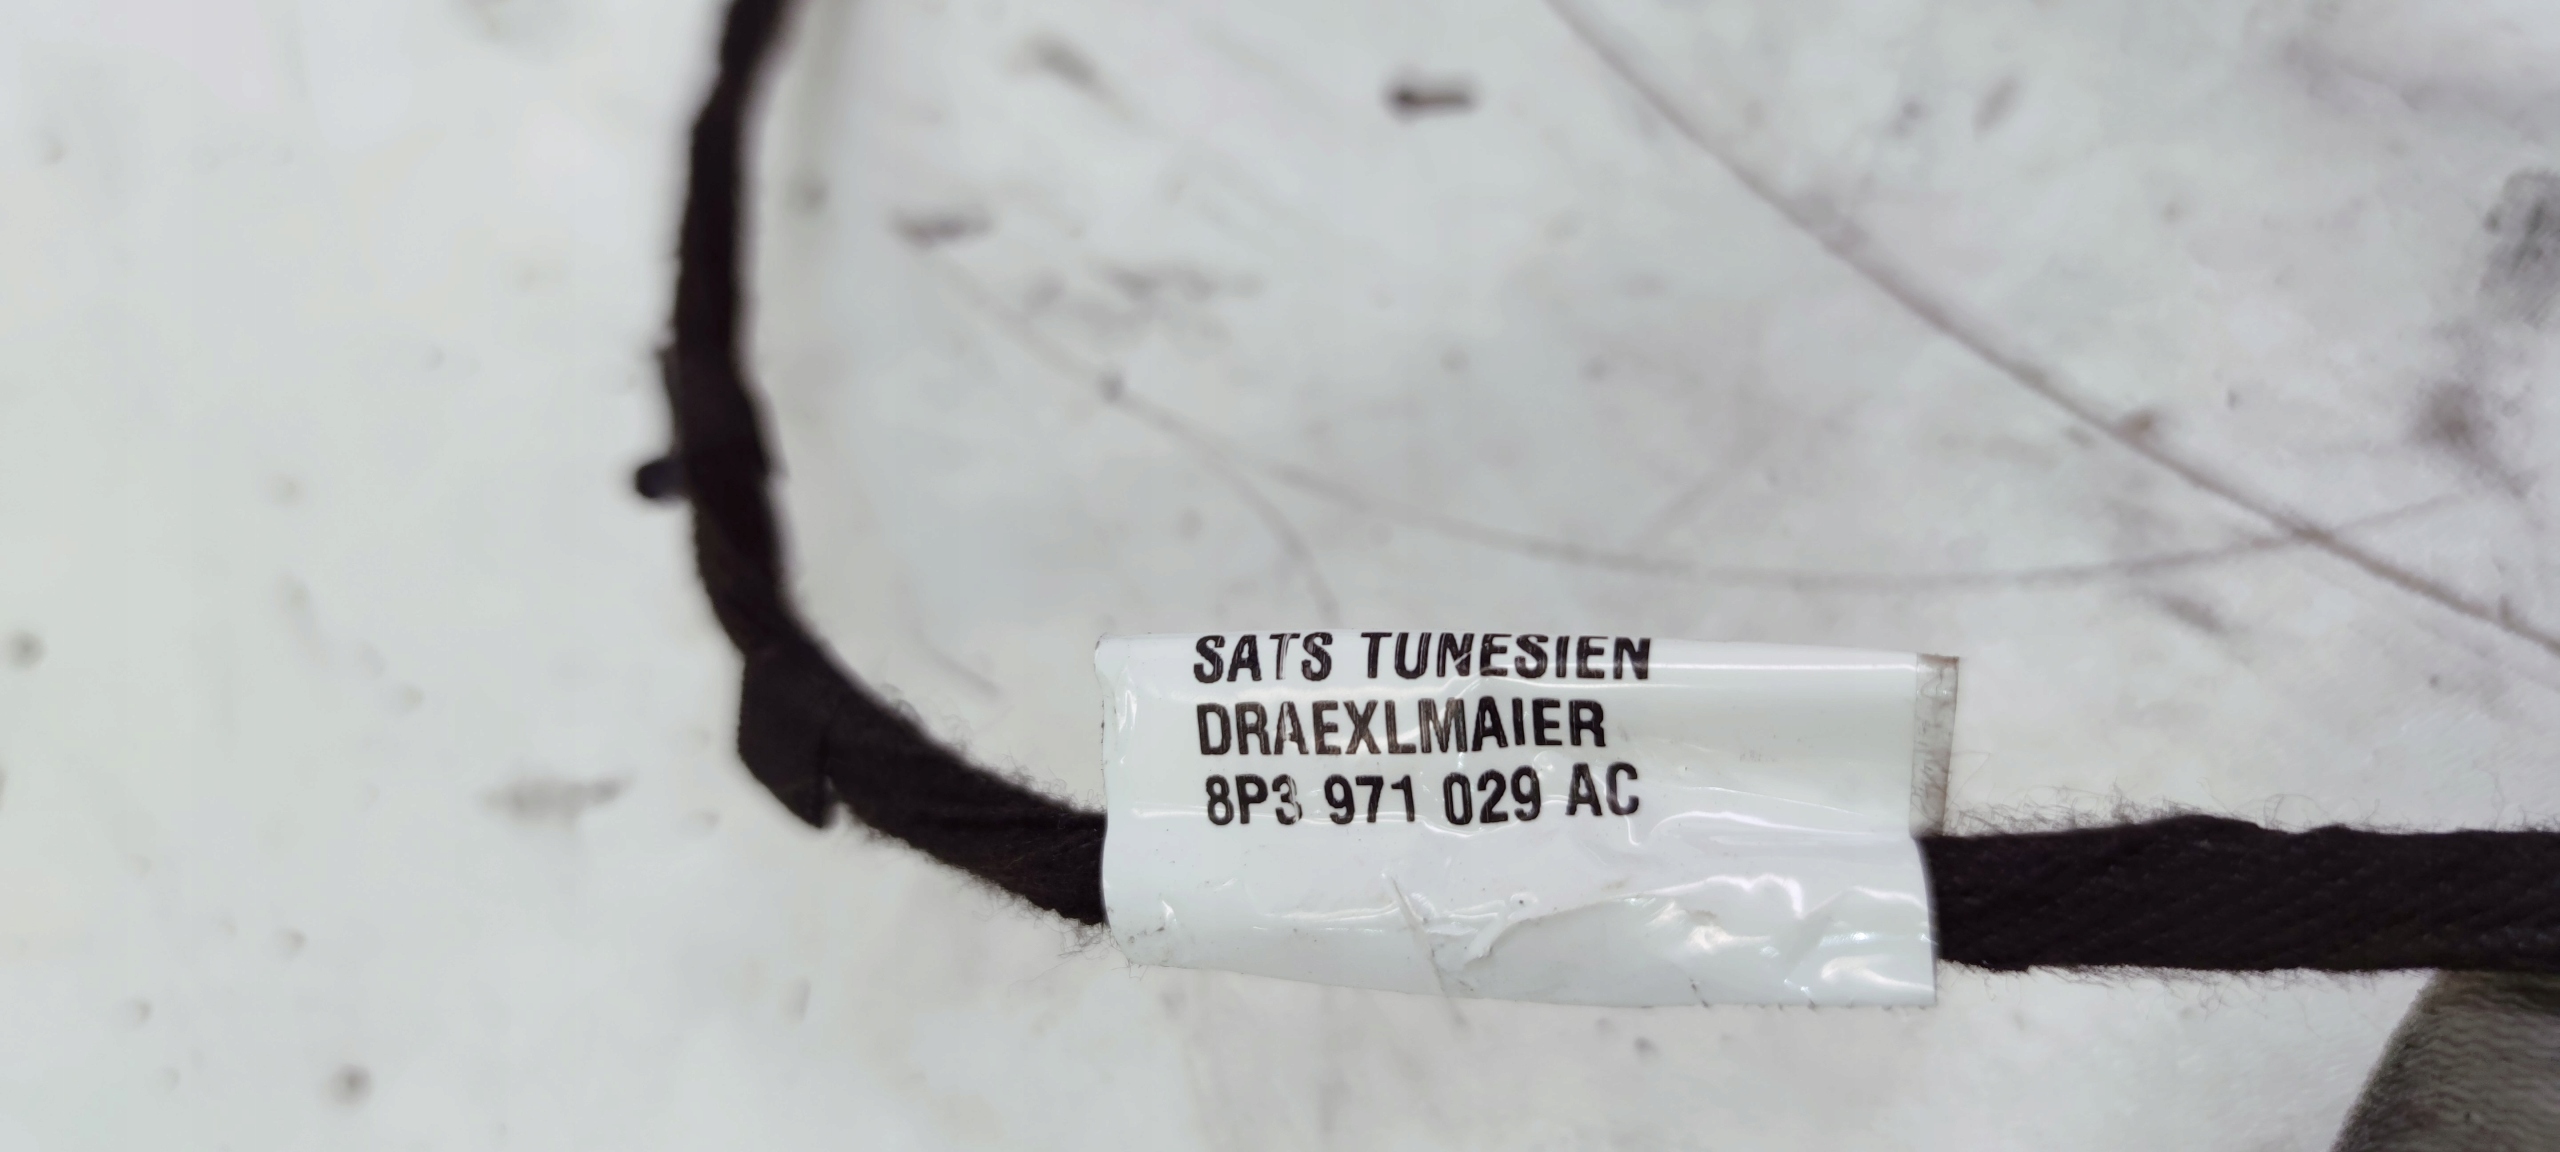 SATS TUNESIEN
DRAEXLMAIER
8P3 971 029 AC